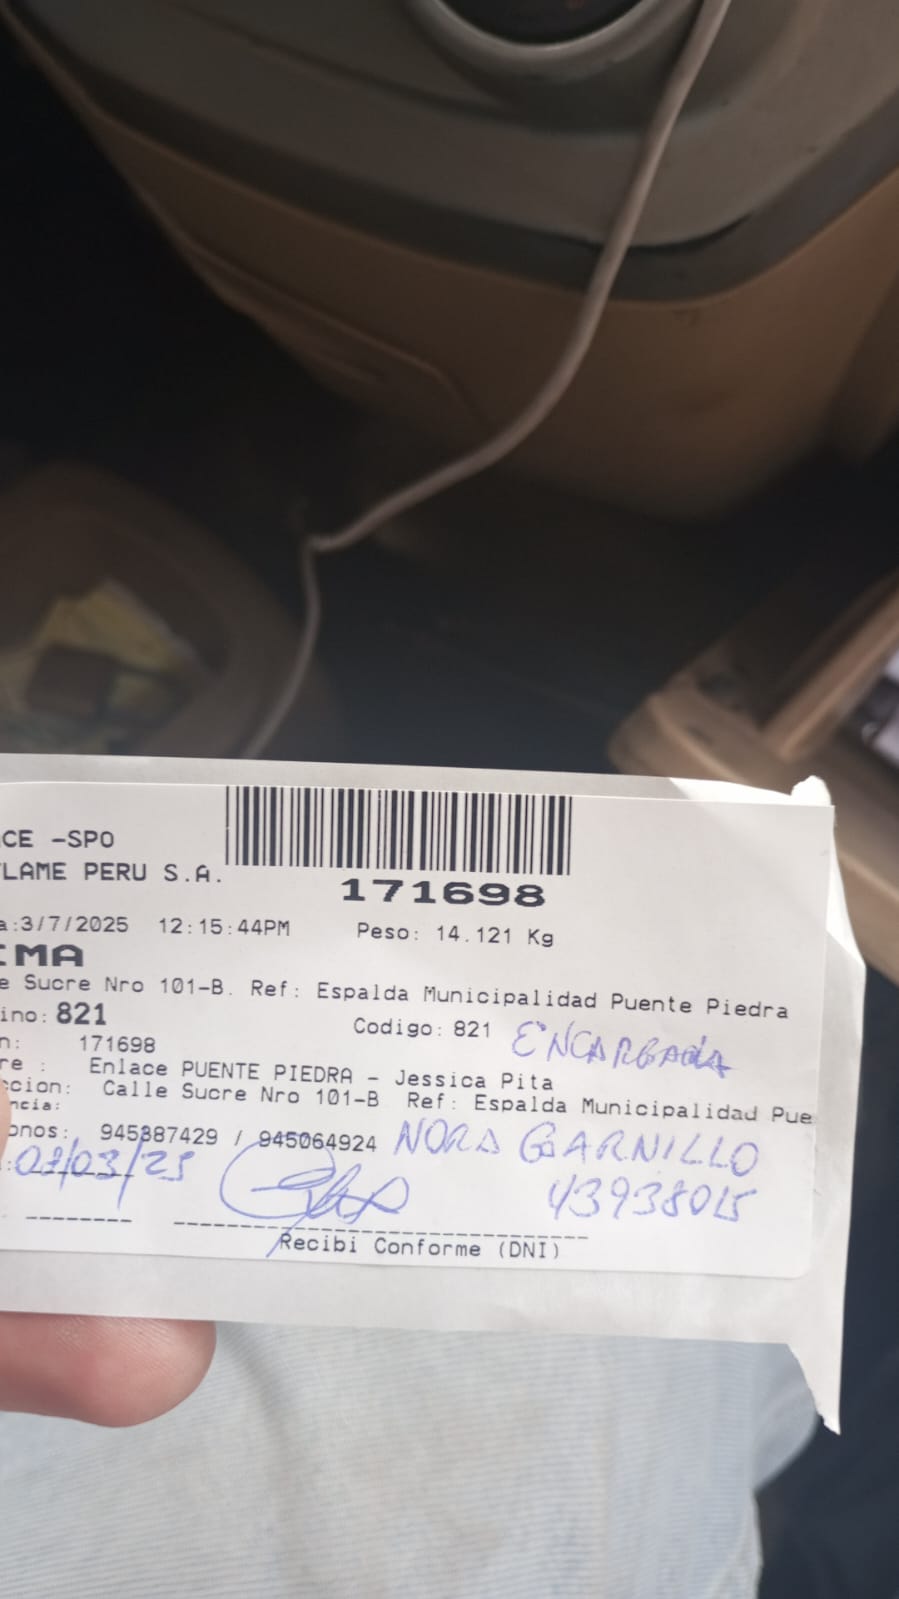 CE -SPO
LAME PERU S.A.
171698
a:3/7/2025 12:15:44PM Peso: 14.121 Kg
IMA
e Sucre Nro 101-B. Ref: Espalda Municipalidad Puente Piedra
ino: 821 Codigo: 821 ENCARGADA
n: 171698
re : Enlace PUENTE PIEDRA - Jessica Pita
ccion: Calle Sucre Nro 101-B Ref: Espalda Municipalidad Pue
ncia:
onos: 945387429 / 945064924 NORA GARNILLO
: 07/03/25 43938015
Recibi Conforme (DNI)